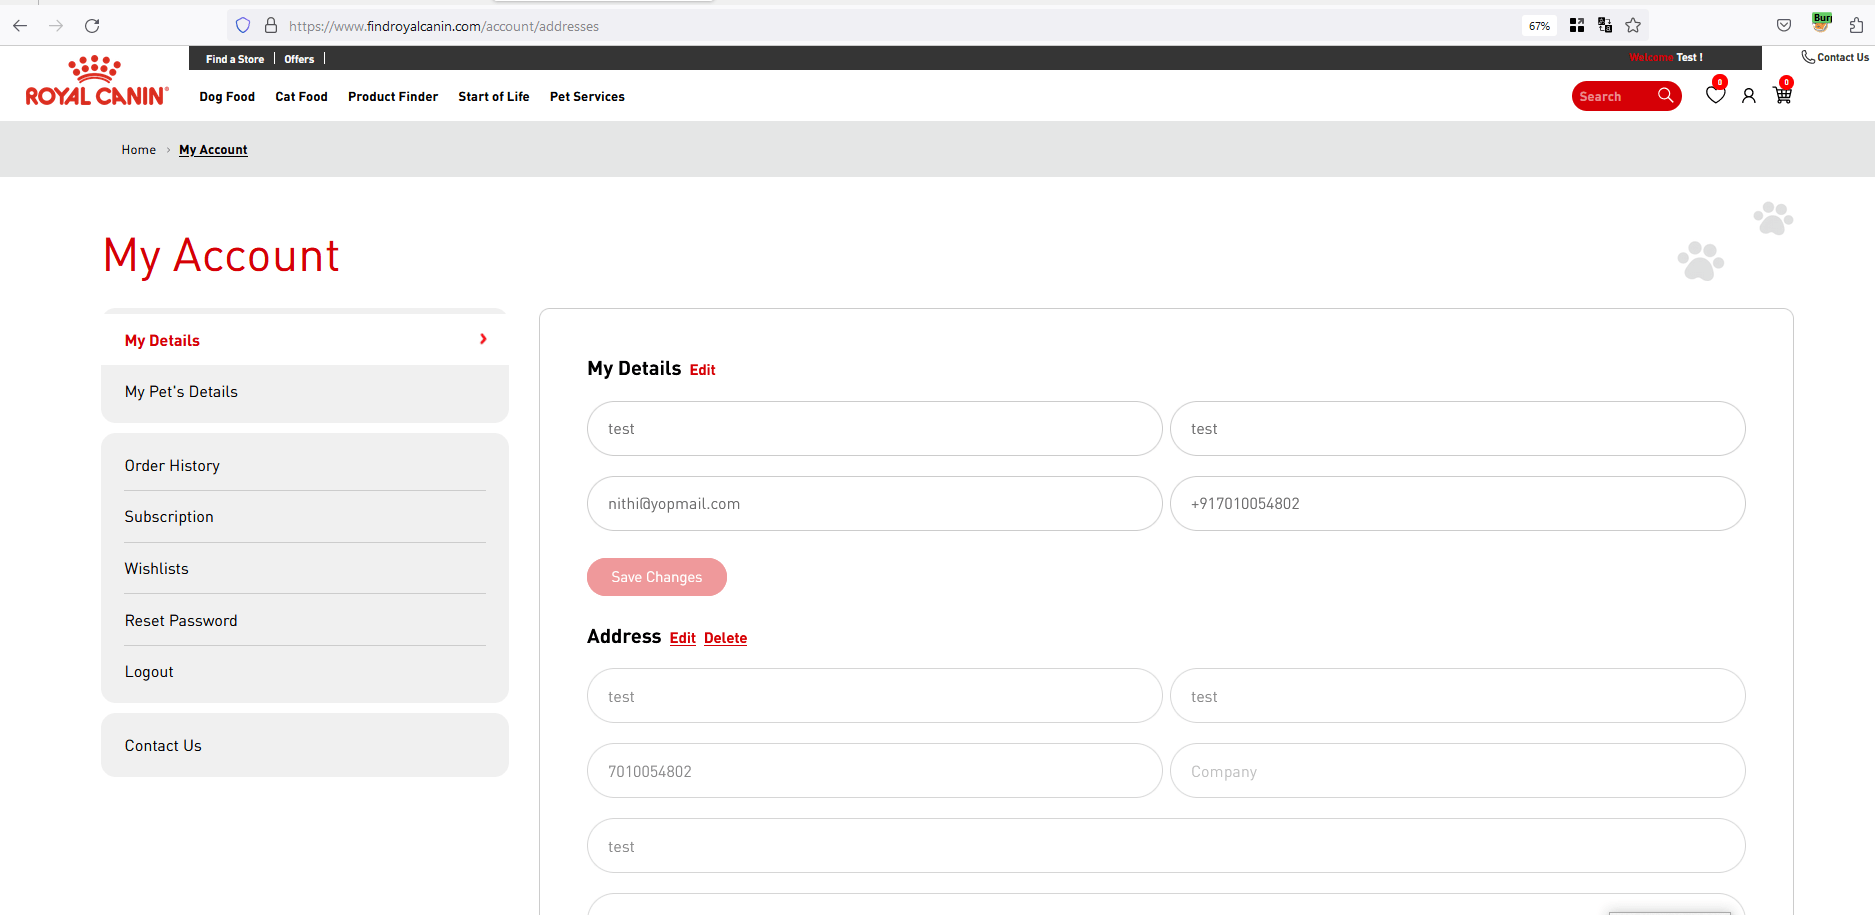 https://www.findroyalcanin.com/account/addresses
67%
Find a Store
Offers
Welcome Test !
Contact Us
ROYAL CANIN®
Dog Food
Cat Food
Product Finder
Start of Life
Pet Services
Search
0
0
Home › My Account
My Account
My Details
My Pet's Details
Order History
Subscription
Wishlists
Reset Password
Logout
Contact Us
My Details Edit
test
test
nithi@yopmail.com
+917010054802
Save Changes
Address Edit Delete
test
test
7010054802
Company
test